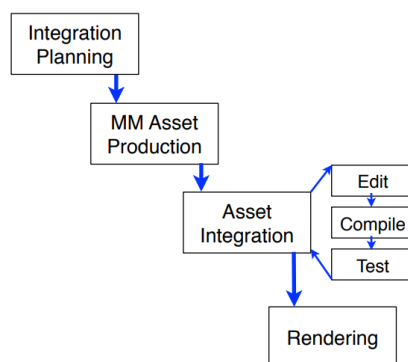 Integration
Planning
MM Asset
Production
Asset
Integration
Edit
Compile
Test
Rendering